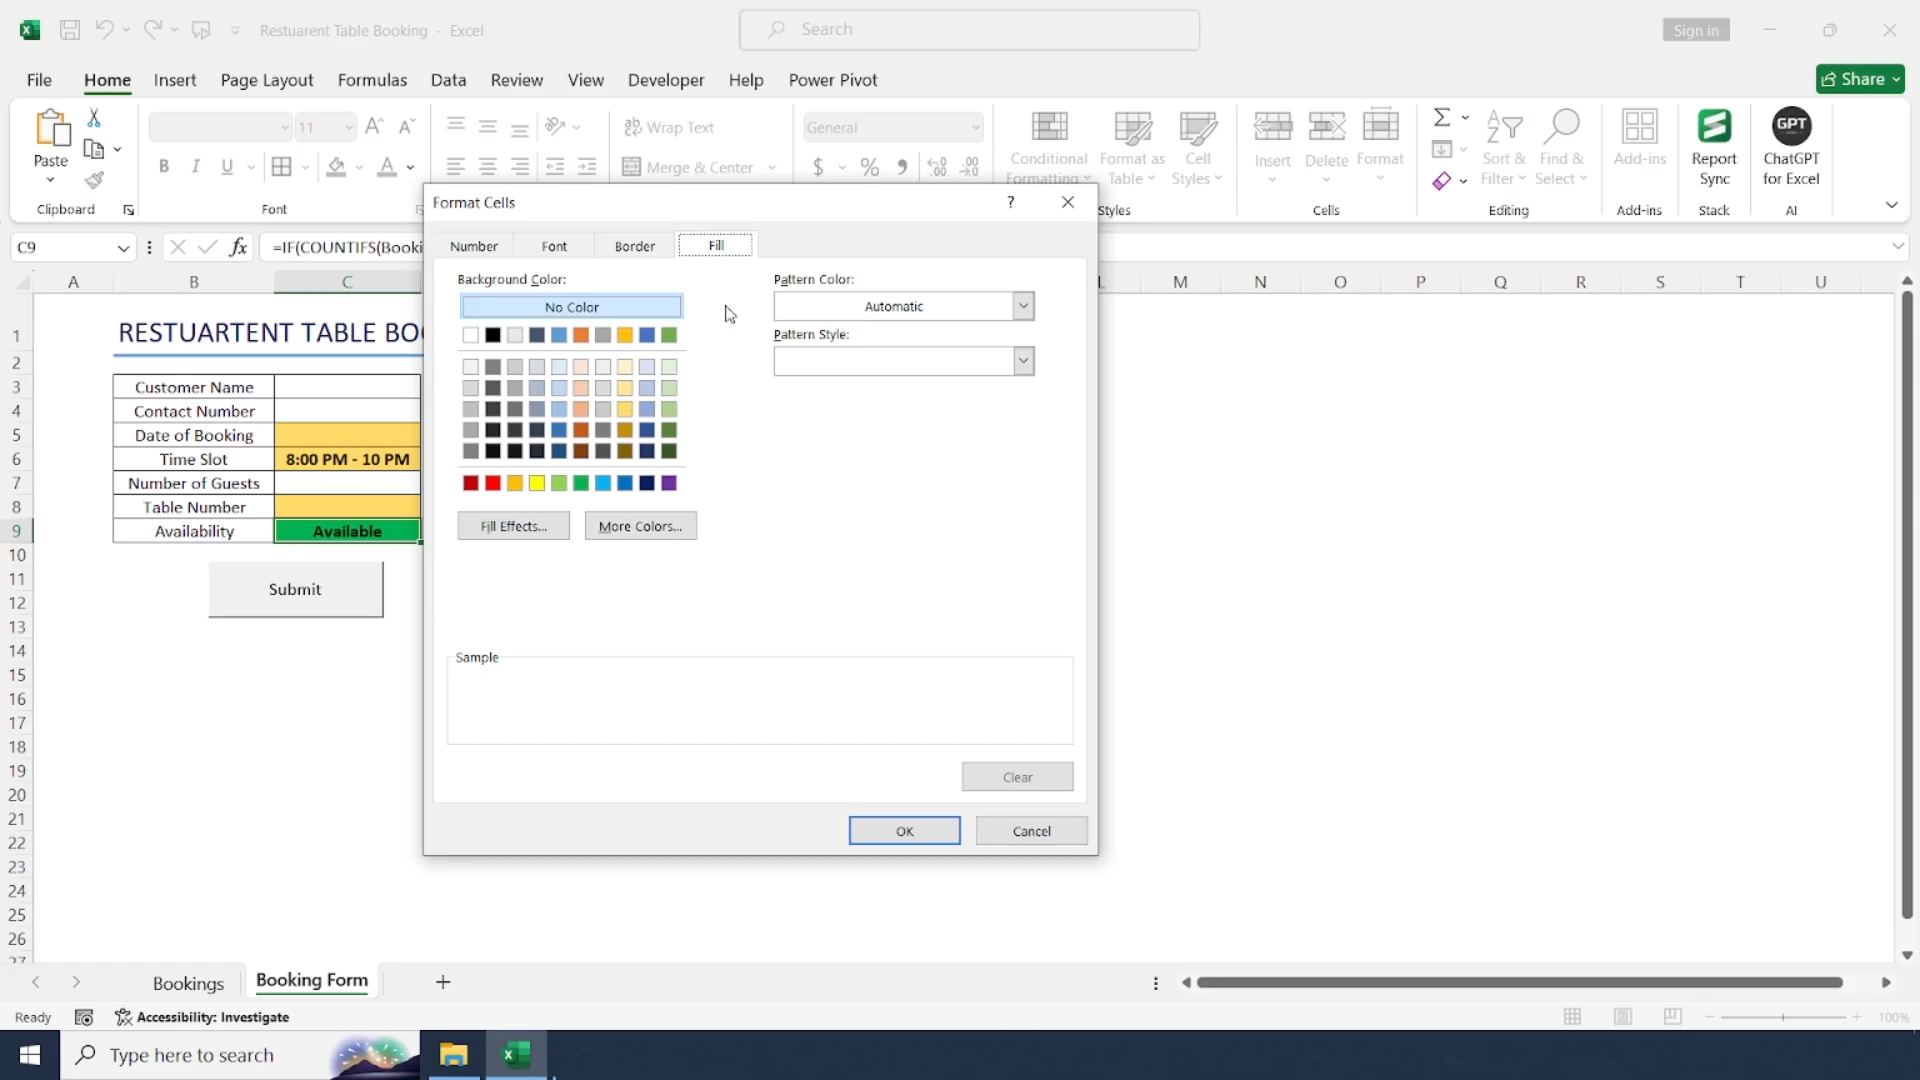 Restuarent Table Booking - Excel
Search
Sign in
File Home Insert Page Layout Formulas Data Review View Developer Help Power Pivot
Share
Paste
Clipboard
11
B I U
Font
Wrap Text
Merge & Center
General
$ % 9
Conditional Formatting
Format as Table
Cell Styles
Styles
Insert
Delete
Format
Cells
Sort & Filter
Find & Select
Editing
Add-ins
Add-ins
Report Sync
Stack
GPT
ChatGPT for Excel
AI
C9
fx
=IF(COUNTIFS(Booki
A B C L M N O P Q R S T U
1
2
3
4
5
6
7
8
9
10
11
12
13
14
15
16
17
18
19
20
21
22
23
24
25
26
27
RESTUARTENT TABLE BO
Customer Name
Contact Number
Date of Booking
Time Slot 8:00 PM - 10 PM
Number of Guests
Table Number
Availability Available
Submit
Format Cells
?
Number Font Border Fill
Background Color:
No Color
Fill Effects...
More Colors...
Pattern Color:
Automatic
Pattern Style:
Sample
Clear
OK
Cancel
Bookings
Booking Form
Ready
Accessibility: Investigate
100%
Type here to search